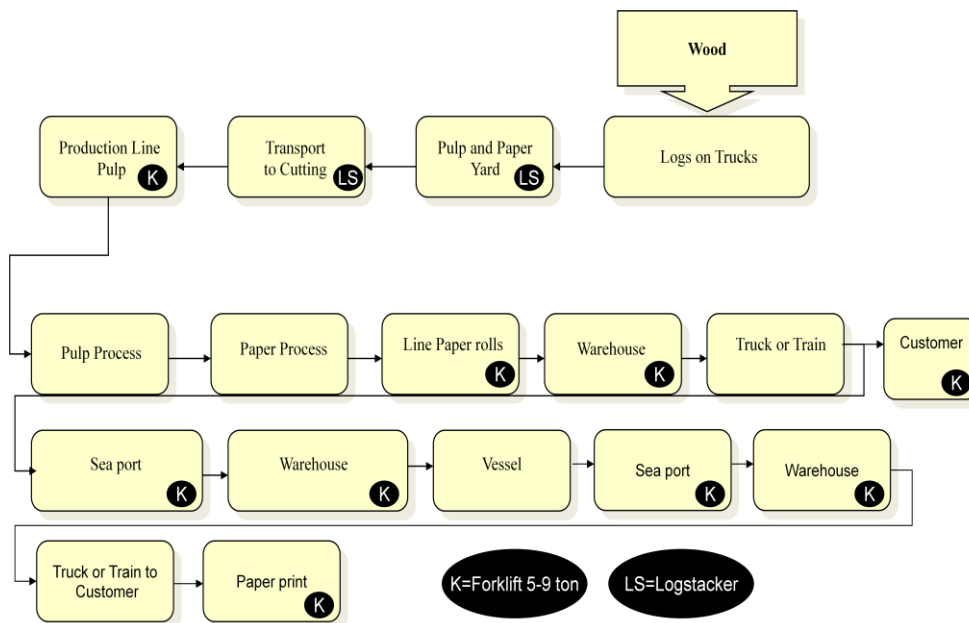 Wood
Logs on Trucks
Pulp and Paper
Yard
LS
Transport
to Cutting
LS
Production Line
Pulp
K
Pulp Process
Paper Process
Line Paper rolls
K
Warehouse
K
Truck or Train
Customer
K
Sea port
K
Warehouse
K
Vessel
Sea port
K
Warehouse
K
Truck or Train to
Customer
Paper print
K
K=Forklift 5-9 ton
LS=Logstacker